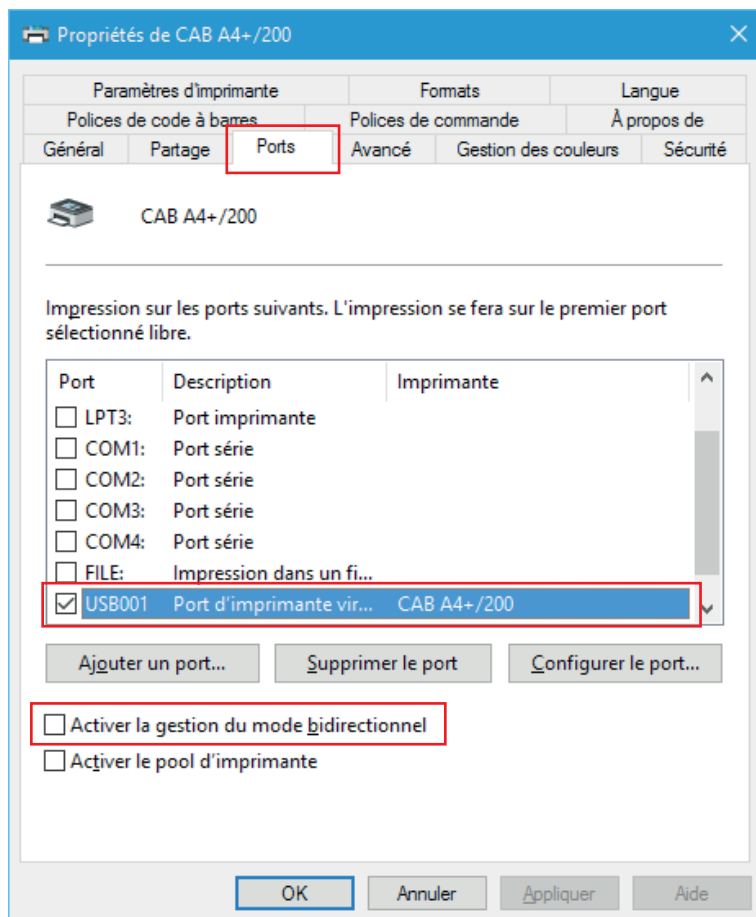 Propriétés de CAB A4+/200
Paramètres d'imprimante Formats Langue
Polices de code à barres Polices de commande À propos de
Général Partage Ports Avancé Gestion des couleurs Sécurité
CAB A4+/200
Impression sur les ports suivants. L'impression se fera sur le premier port
sélectionné libre.
Port Description Imprimante
LPT3: Port imprimante
COM1: Port série
COM2: Port série
COM3: Port série
COM4: Port série
FILE: Impression dans un fi...
USB001 Port d'imprimante vir... CAB A4+/200
Ajouter un port... Supprimer le port Configurer le port...
Activer la gestion du mode bidirectionnel
Activer le pool d'imprimante
OK Annuler Appliquer Aide